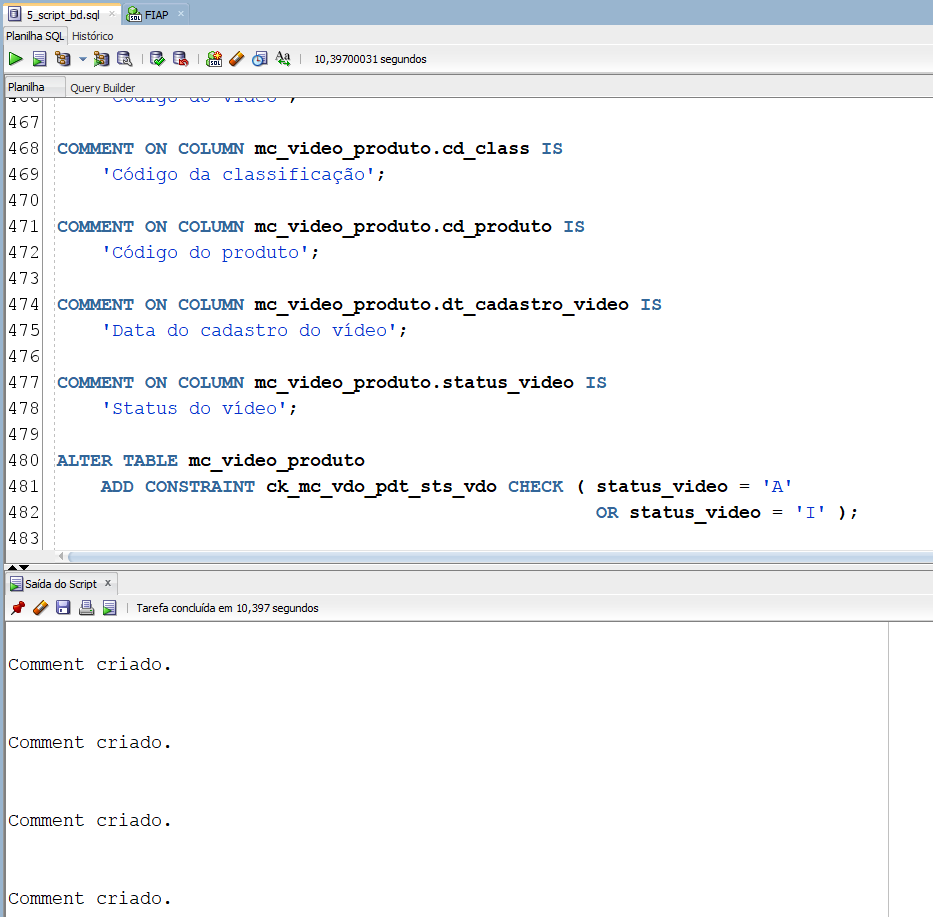 5_script_bd.sql
FIAP
Planilha SQL Histórico
10,39700031 segundos
Planilha Query Builder
466 'Código do vídeo';
467
468 COMMENT ON COLUMN mc_video_produto.cd_class IS
469 'Código da classificação';
470
471 COMMENT ON COLUMN mc_video_produto.cd_produto IS
472 'Código do produto';
473
474 COMMENT ON COLUMN mc_video_produto.dt_cadastro_video IS
475 'Data do cadastro do vídeo';
476
477 COMMENT ON COLUMN mc_video_produto.status_video IS
478 'Status do vídeo';
479
480 ALTER TABLE mc_video_produto
481 ADD CONSTRAINT ck_mc_vdo_pdt_sts_vdo CHECK ( status_video = 'A'
482 OR status_video = 'I' );
483
Saída do Script x
Tarefa concluída em 10,397 segundos
Comment criado.
Comment criado.
Comment criado.
Comment criado.